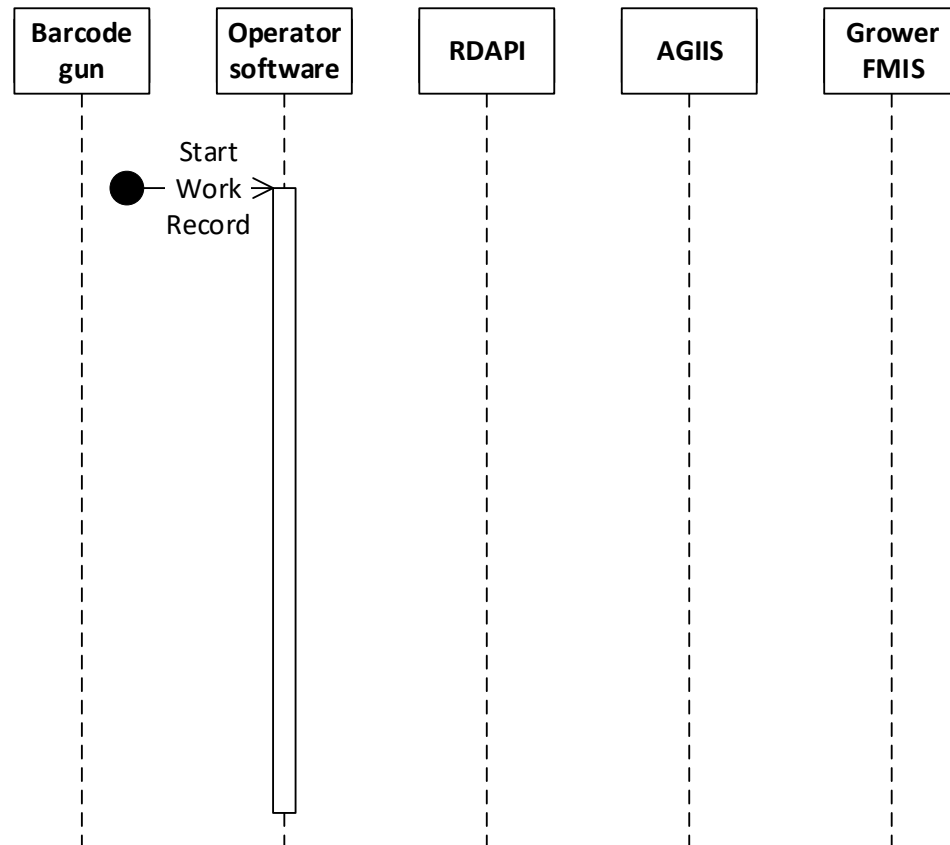 Barcode
gun
Operator
software
RDAPI
AGIIS
Grower
FMIS
Start
Work
Record